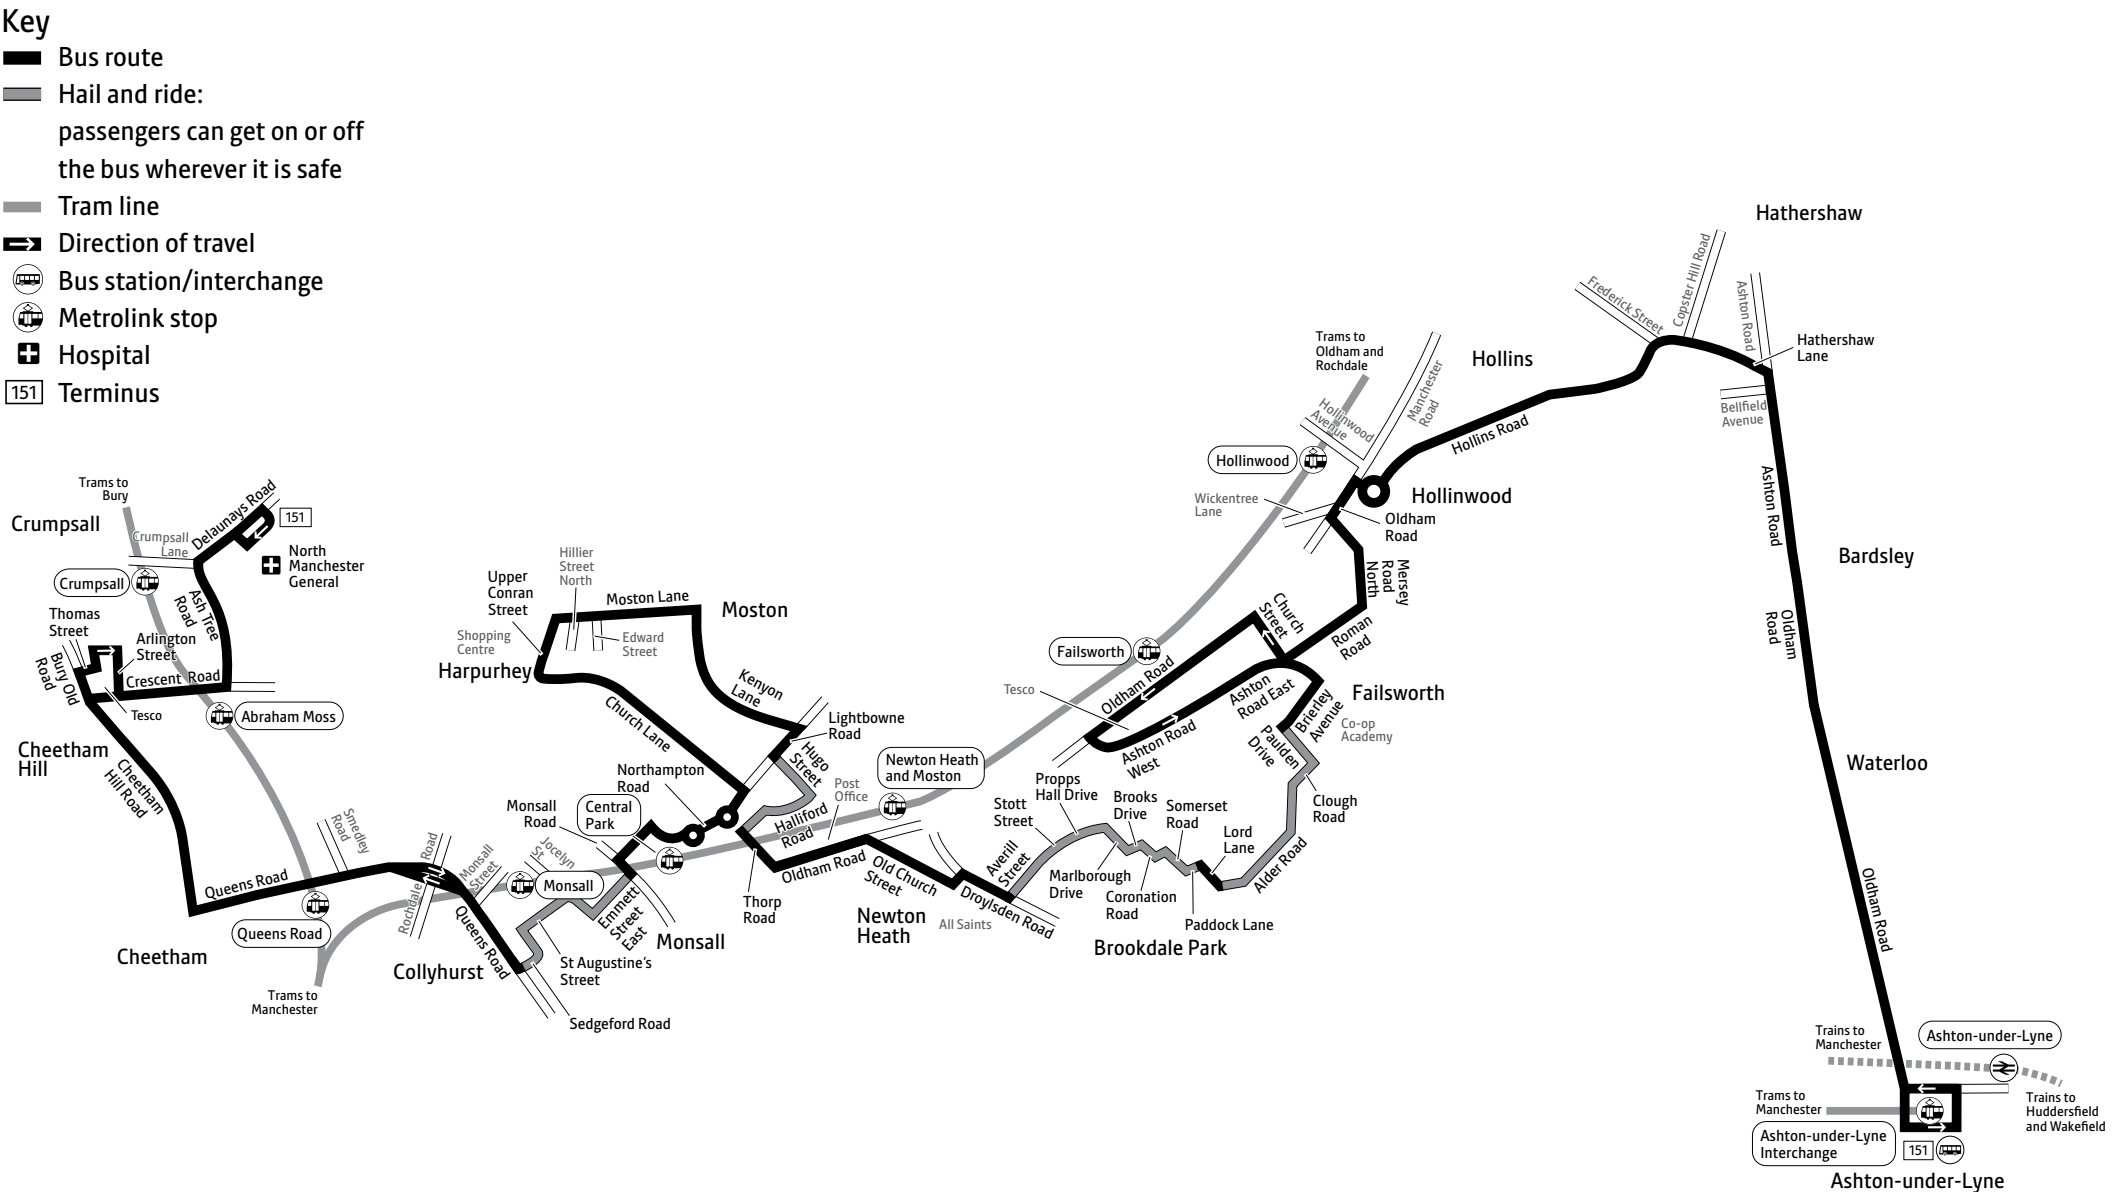 Key
Bus route
Hail and ride:
passengers can get on or off
the bus wherever it is safe
Tram line
Direction of travel
Bus station/interchange
Metrolink stop
Hospital
151
Terminus
Hathershaw
Copster Hill Road
Frederick Street
Ashton Road
Hathershaw
Lane
Bellfield
Avenue
Trams to
Oldham and
Rochdale
Hollins
Manchester
Road
Hollinwood
Avenue
Hollins Road
Hollinwood
Wickentree
Lane
Hollinwood
Oldham
Road
Ashton Road
Bardsley
Mersey
Road
North
Oldham
Road
Waterloo
Trams to
Bury
Crumpsall
Delaunays Road
151
Crumpsall
Lane
North
Manchester
General
Crumpsall
Ash Tree
Road
Thomas
Street
Arlington
Street
Bury Old
Road
Crescent Road
Tesco
Abraham Moss
Cheetham
Hill
Cheetham
Hill Road
Smedley
Road
Queens Road
Queens Road
Cheetham
Trams to
Manchester
Rochdale
Road
Monsall
Street
Jocelyn
St
Monsall
Queens Road
Collyhurst
Hillier
Street
North
Upper
Conran
Street
Moston Lane
Moston
Shopping
Centre
Edward
Street
Harpurhey
Kenyon
Lane
Church Lane
Lightbowne
Road
Hugo
Street
Northampton
Road
Monsall
Road
Central
Park
Post
Office
Halliford
Road
Newton Heath
and Moston
Emmett
Street
East
Monsall
St Augustine's
Street
Sedgeford Road
Thorp
Road
Oldham Road
Old Church
Street
Newton
Heath
All Saints
Droylsden Road
Averill
Street
Stott
Street
Propps
Hall Drive
Brooks
Drive
Somerset
Road
Lord
Lane
Marlborough
Drive
Coronation
Road
Paddock Lane
Brookdale Park
Alder Road
Clough
Road
Paulden
Drive
Brierley
Avenue
Co-op
Academy
Failsworth
Roman
Road
Church
Street
Failsworth
Oldham Road
Tesco
Ashton
Road East
Ashton Road
West
Oldham Road
Trains to
Manchester
Ashton-under-Lyne
Trams to
Manchester
Trains to
Huddersfield
and Wakefield
Ashton-under-Lyne
Interchange
151
Ashton-under-Lyne